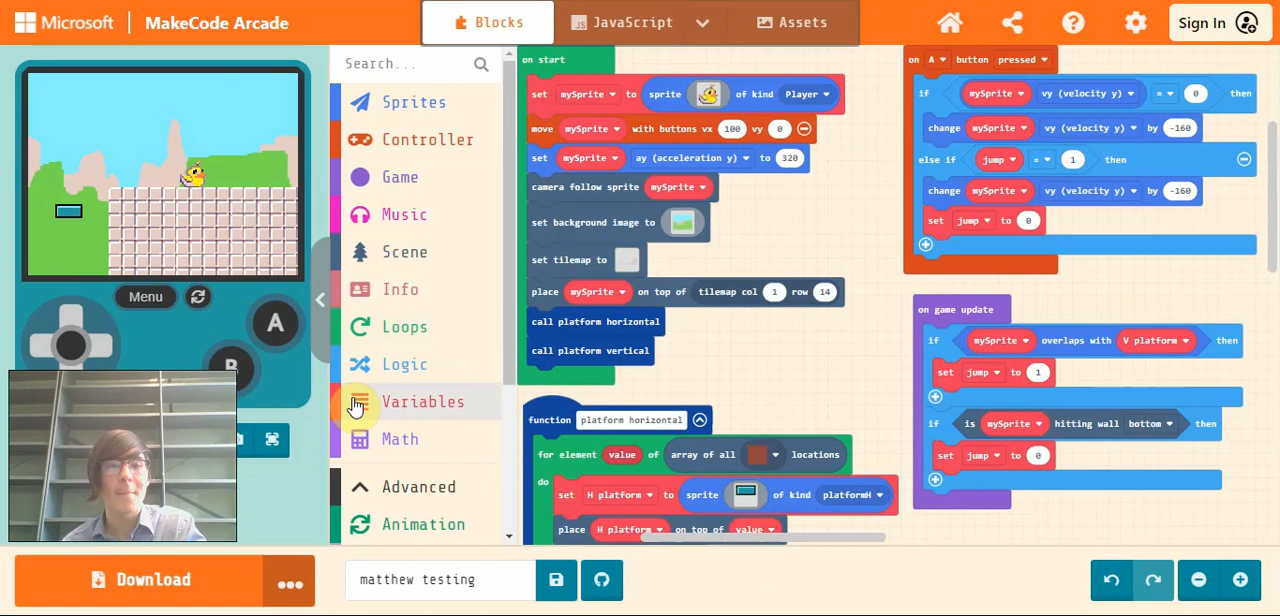 Microsoft
MakeCode Arcade
Blocks
JavaScript
Assets
Sign In
Menu
A
B
Search...
Sprites
Controller
Game
Music
Scene
Info
Loops
Logic
Variables
Math
Advanced
Animation
on start
set mySprite to sprite of kind Player
move mySprite with buttons vx 100 vy 0
set mySprite ay (acceleration y) to 320
camera follow sprite mySprite
set background image to
set tilemap to
place mySprite on top of tilemap col 1 row 14
call platform horizontal
call platform vertical
function platform horizontal
for element value of array of all locations
do
set H platform to sprite of kind platformH
place H platform on top of value
on A button pressed
if mySprite vy (velocity y) = 0 then
change mySprite vy (velocity y) by -160
else if jump = 1 then
change mySprite vy (velocity y) by -160
set jump to 0
on game update
if mySprite overlaps with V platform then
set jump to 1
if is mySprite hitting wall bottom then
set jump to 0
Download
matthew testing